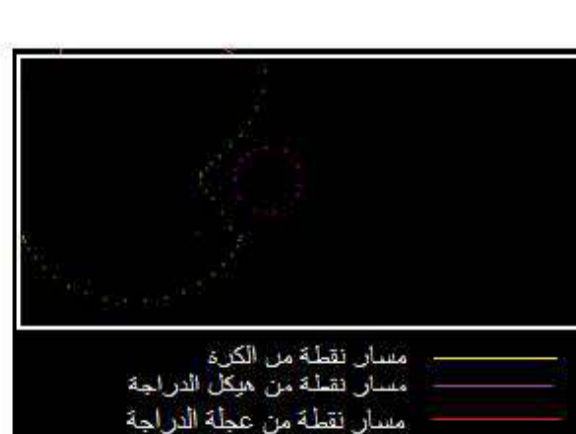 مسار نقطة من الكرة
مسار نقطة من هيكل الدراجة
مسار نقطة من عجلة الدراجة